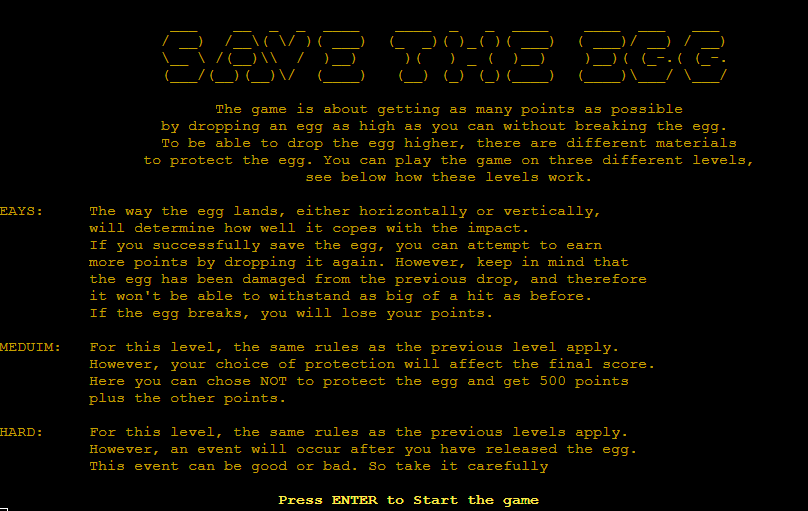 SAVE THE EGG
The game is about getting as many points as possible
by dropping an egg as high as you can without breaking the egg.
To be able to drop the egg higher, there are different materials
to protect the egg. You can play the game on three different levels,
see below how these levels work.
EAYS: The way the egg lands, either horizontally or vertically,
will determine how well it copes with the impact.
If you successfully save the egg, you can attempt to earn
more points by dropping it again. However, keep in mind that
the egg has been damaged from the previous drop, and therefore
it won't be able to withstand as big of a hit as before.
If the egg breaks, you will lose your points.
MEDUIM: For this level, the same rules as the previous level apply.
However, your choice of protection will affect the final score.
Here you can chose NOT to protect the egg and get 500 points
plus the other points.
HARD: For this level, the same rules as the previous levels apply.
However, an event will occur after you have released the egg.
This event can be good or bad. So take it carefully
Press ENTER to Start the game